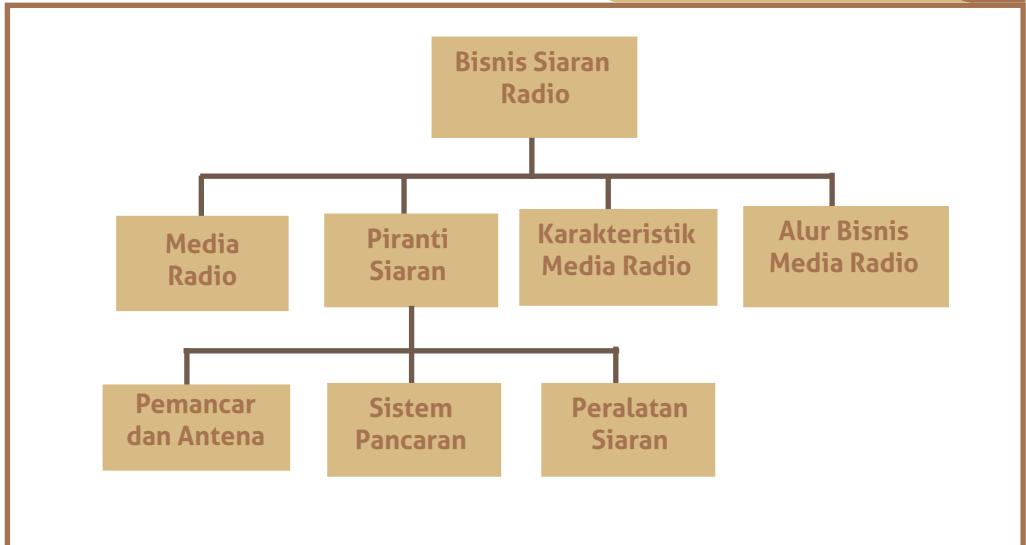 Bisnis Siaran
Radio
Media
Radio
Piranti
Siaran
Karakteristik
Media Radio
Alur Bisnis
Media Radio
Pemancar
dan Antena
Sistem
Pancaran
Peralatan
Siaran